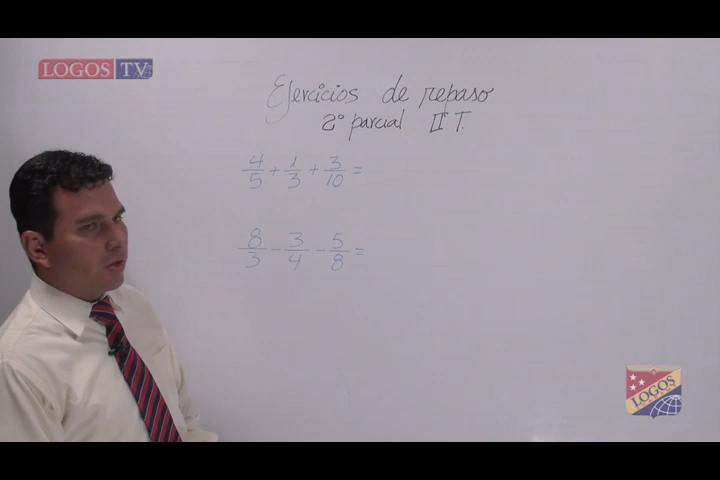 LOGOS TV
Ejercicios de repaso
2° parcial II T.
4/5 + 1/3 + 3/10 =
8/3 - 3/4 - 5/8 =
LOGOS